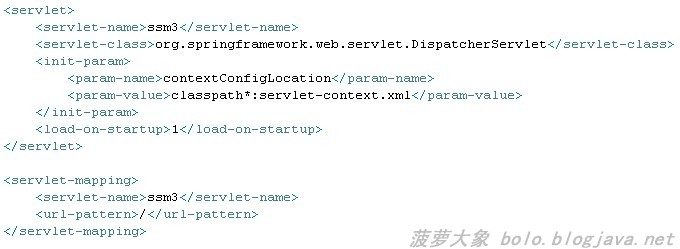 <servlet>
    <servlet-name>ssm3</servlet-name>
    <servlet-class>org.springframework.web.servlet.DispatcherServlet</servlet-class>
    <init-param>
        <param-name>contextConfigLocation</param-name>
        <param-value>classpath*:servlet-context.xml</param-value>
    </init-param>
    <load-on-startup>1</load-on-startup>
</servlet>

<servlet-mapping>
    <servlet-name>ssm3</servlet-name>
    <url-pattern>/</url-pattern>
</servlet-mapping>
菠萝大象 bolo.blogjava.net